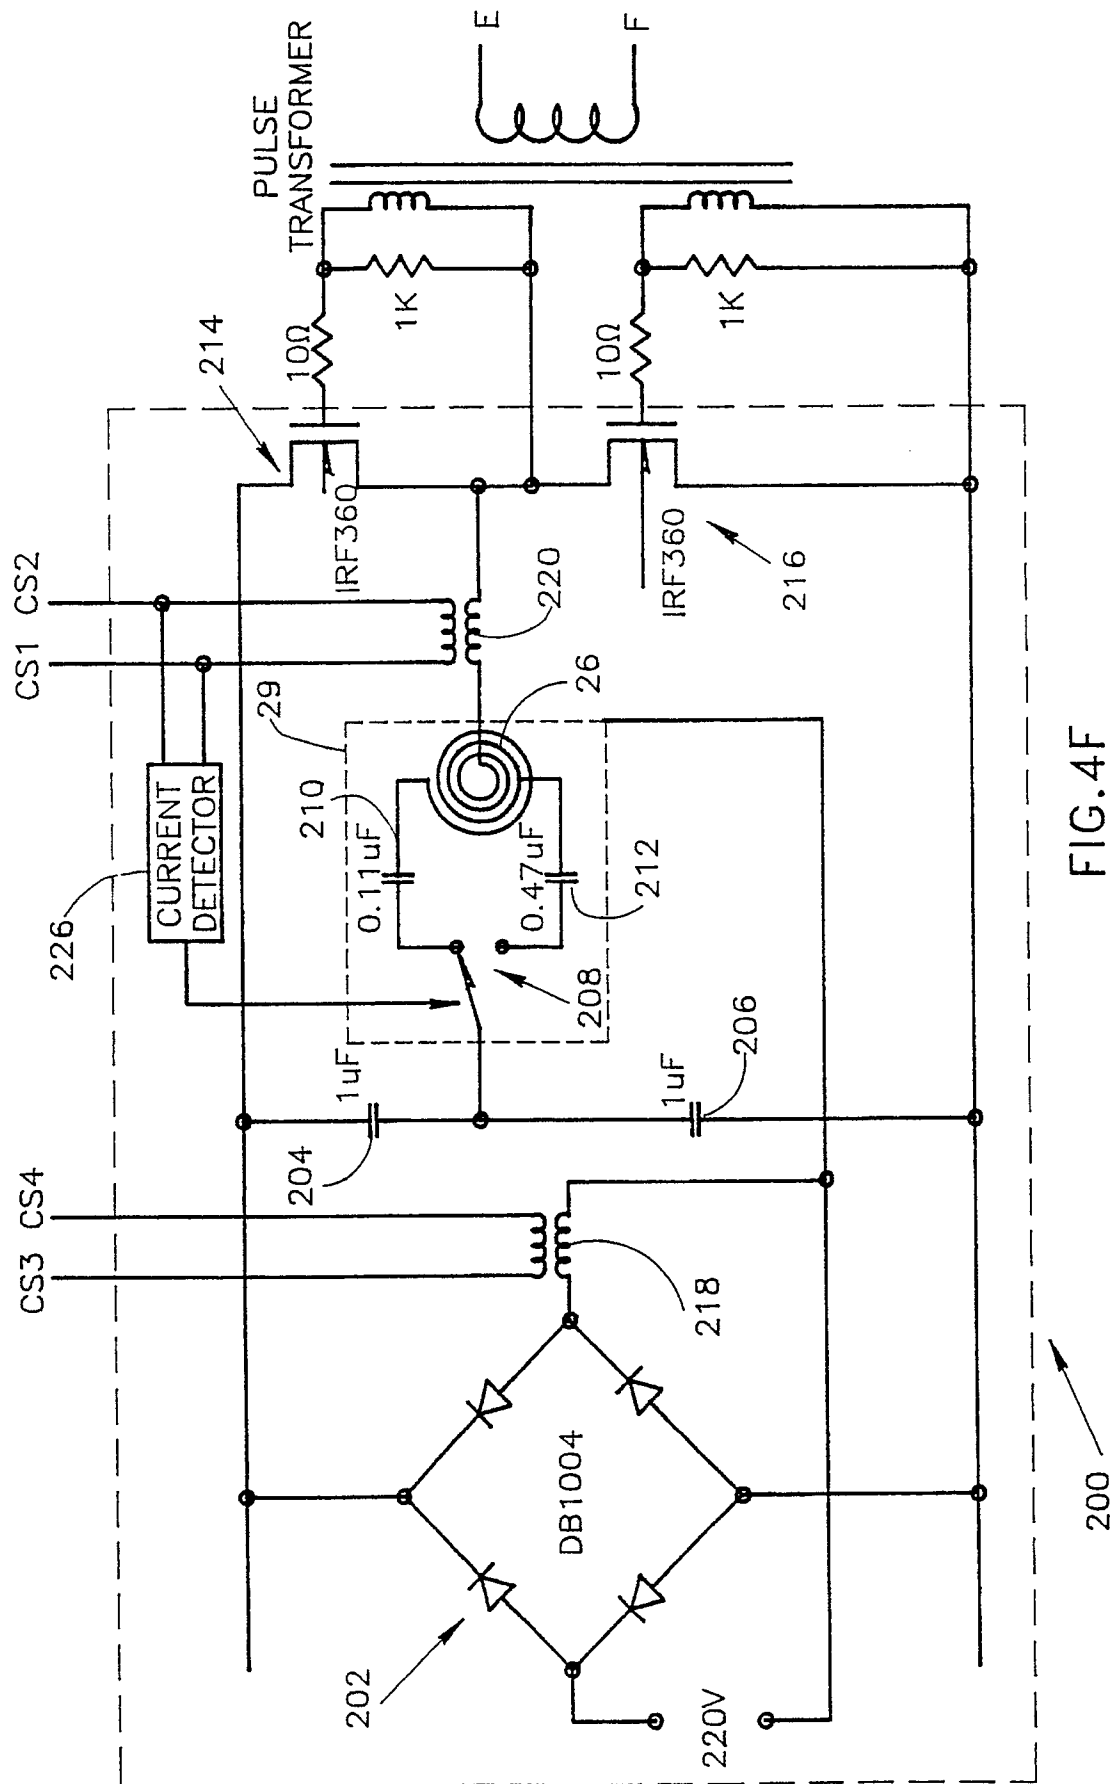 CS3 CS4
CS1 CS2
226
CURRENT
DETECTOR
29
214
PULSE
TRANSFORMER
E
F
204
1uF
210
0.11uF
10Ω
1K
IRF360
220
26
202
DB1004
218
208
0.47uF
212
206
1uF
10Ω
1K
IRF360
216
220V
200
FIG.4F